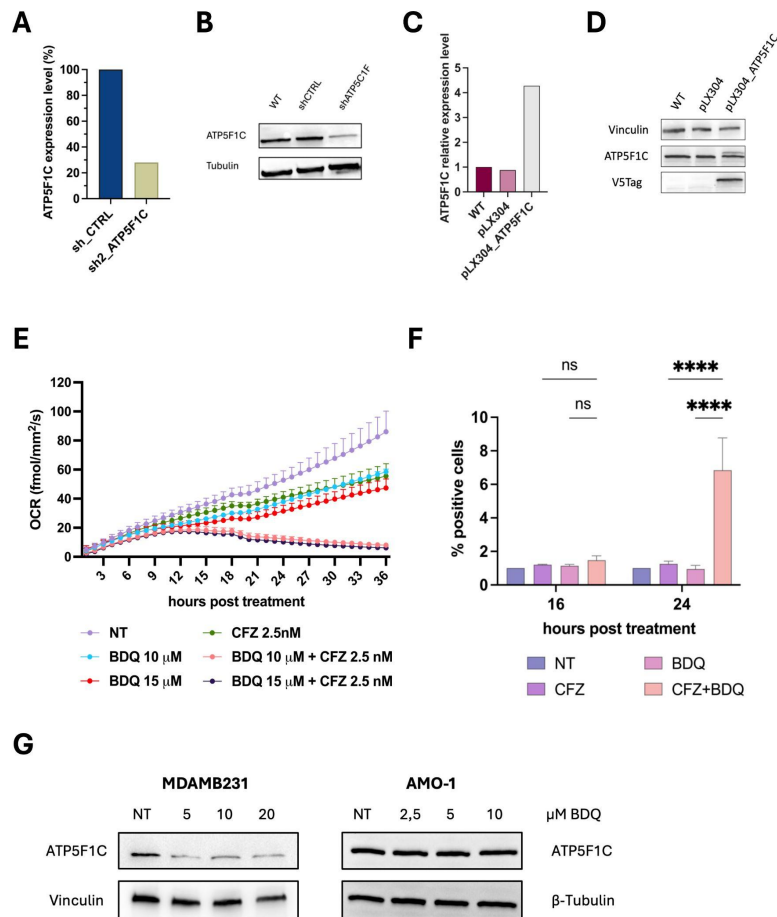 A
ATP5F1C expression level (%)
100
80
60
40
20
0
sh_CTRL
sh2_ATP5F1C
B
WT
shCTRL
shATP5C1F
ATP5F1C
Tubulin
C
ATP5F1C relative expression level
5
4
3
2
1
0
WT
pLX304
pLX304_ATP5F1C
D
WT
pLX304
pLX304_ATP5F1C
Vinculin
ATP5F1C
V5Tag
E
OCR (fmol/mm²/s)
120
100
80
60
40
20
0
3 6 9 12 15 18 21 24 27 30 33 36
hours post treatment
NT
CFZ 2.5nM
BDQ 10 μM
BDQ 10 μM + CFZ 2.5 nM
BDQ 15 μM
BDQ 15 μM + CFZ 2.5 nM
F
ns
****
ns
****
% positive cells
10
8
6
4
2
0
16 24
hours post treatment
NT
BDQ
CFZ
CFZ+BDQ
G
MDAMB231
AMO-1
NT 5 10 20
NT 2,5 5 10 μM BDQ
ATP5F1C
ATP5F1C
Vinculin
β-Tubulin